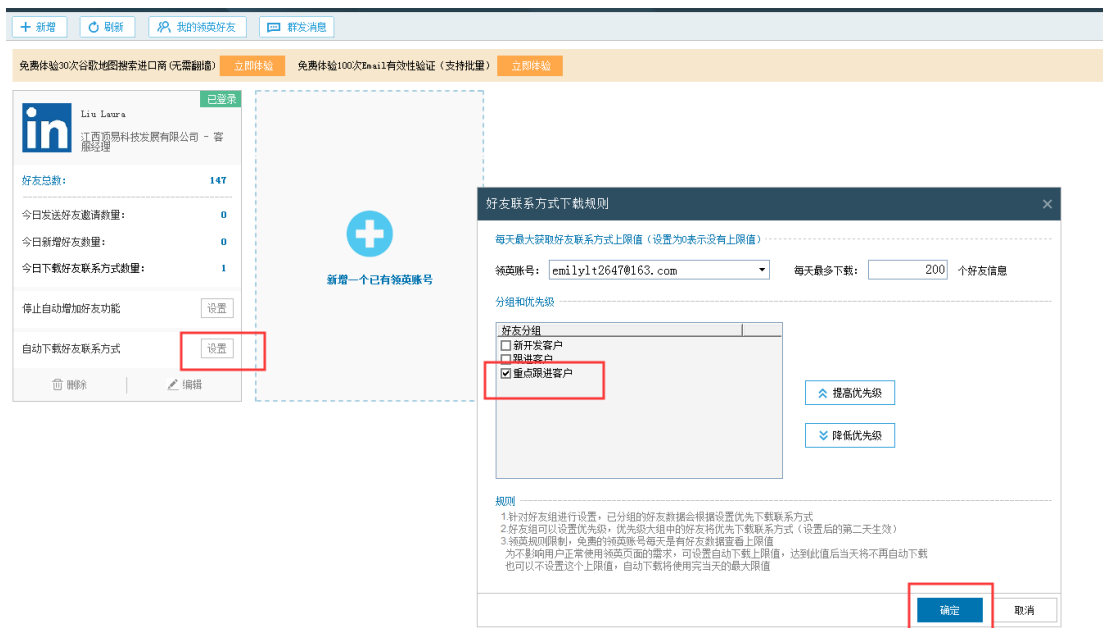 新增 刷新 我的领英好友 群发消息
免费体验30次谷歌地图搜索进口商(无需翻墙) 立即体验 免费体验100次Email有效性验证(支持批量) 立即体验
已登录
in
Liu Laura
江西顶易科技发展有限公司 - 客
服经理
好友总数: 147
今日发送好友邀请数量: 0
今日新增好友数量: 0
今日下载好友联系方式数量: 1
停止自动增加好友功能 设置
自动下载好友联系方式 设置
删除 编辑
新增一个已有领英账号
好友联系方式下载规则
每天最大获取好友联系方式上限值(设置为0表示没有上限值)
领英账号: emilylt2647@163.com 每天最多下载: 200 个好友信息
分组和优先级
好友分组
新开发客户
跟进客户
重点跟进客户
提高优先级
降低优先级
规则
1.针对好友组进行设置，已分组的好友数据会根据设置优先下载联系方式
2.好友组可以设置优先级，优先级大组中的好友将优先下载联系方式(设置后的第二天生效)
3.领英规则限制，免费的领英账号每天是有好友数据查看上限值
为不影响用户正常使用领英页面的需求，可设置自动下载上限值，达到此值后当天将不再自动下载
也可以不设置这个上限值，自动下载将使用完当天的最大限值
确定 取消